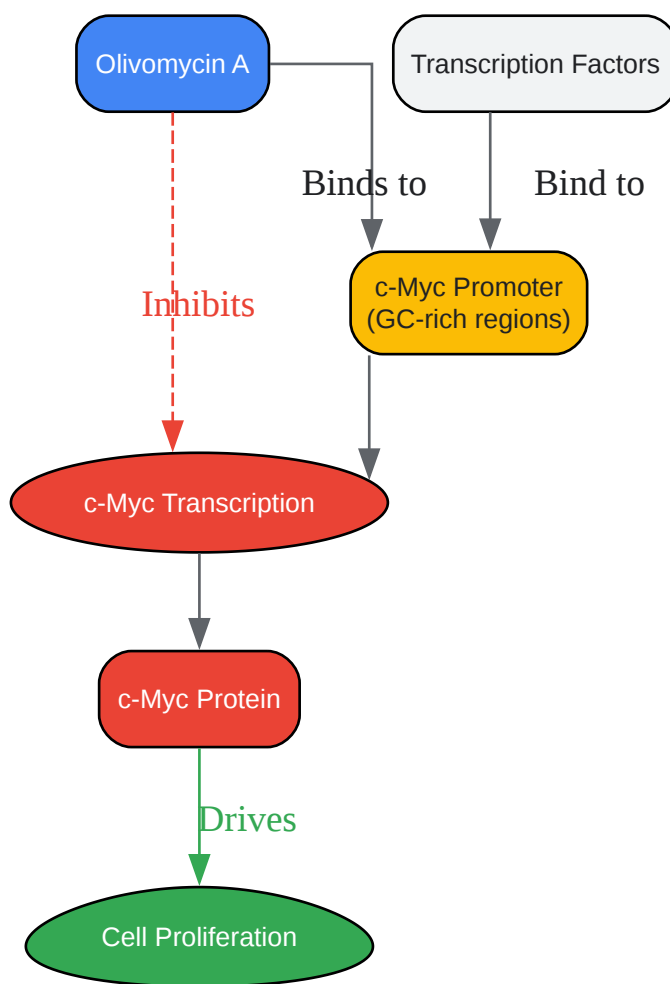 Olivomycin A
Transcription Factors
Binds to
Bind to
c-Myc Promoter
(GC-rich regions)
Inhibits
c-Myc Transcription
c-Myc Protein
Drives
Cell Proliferation